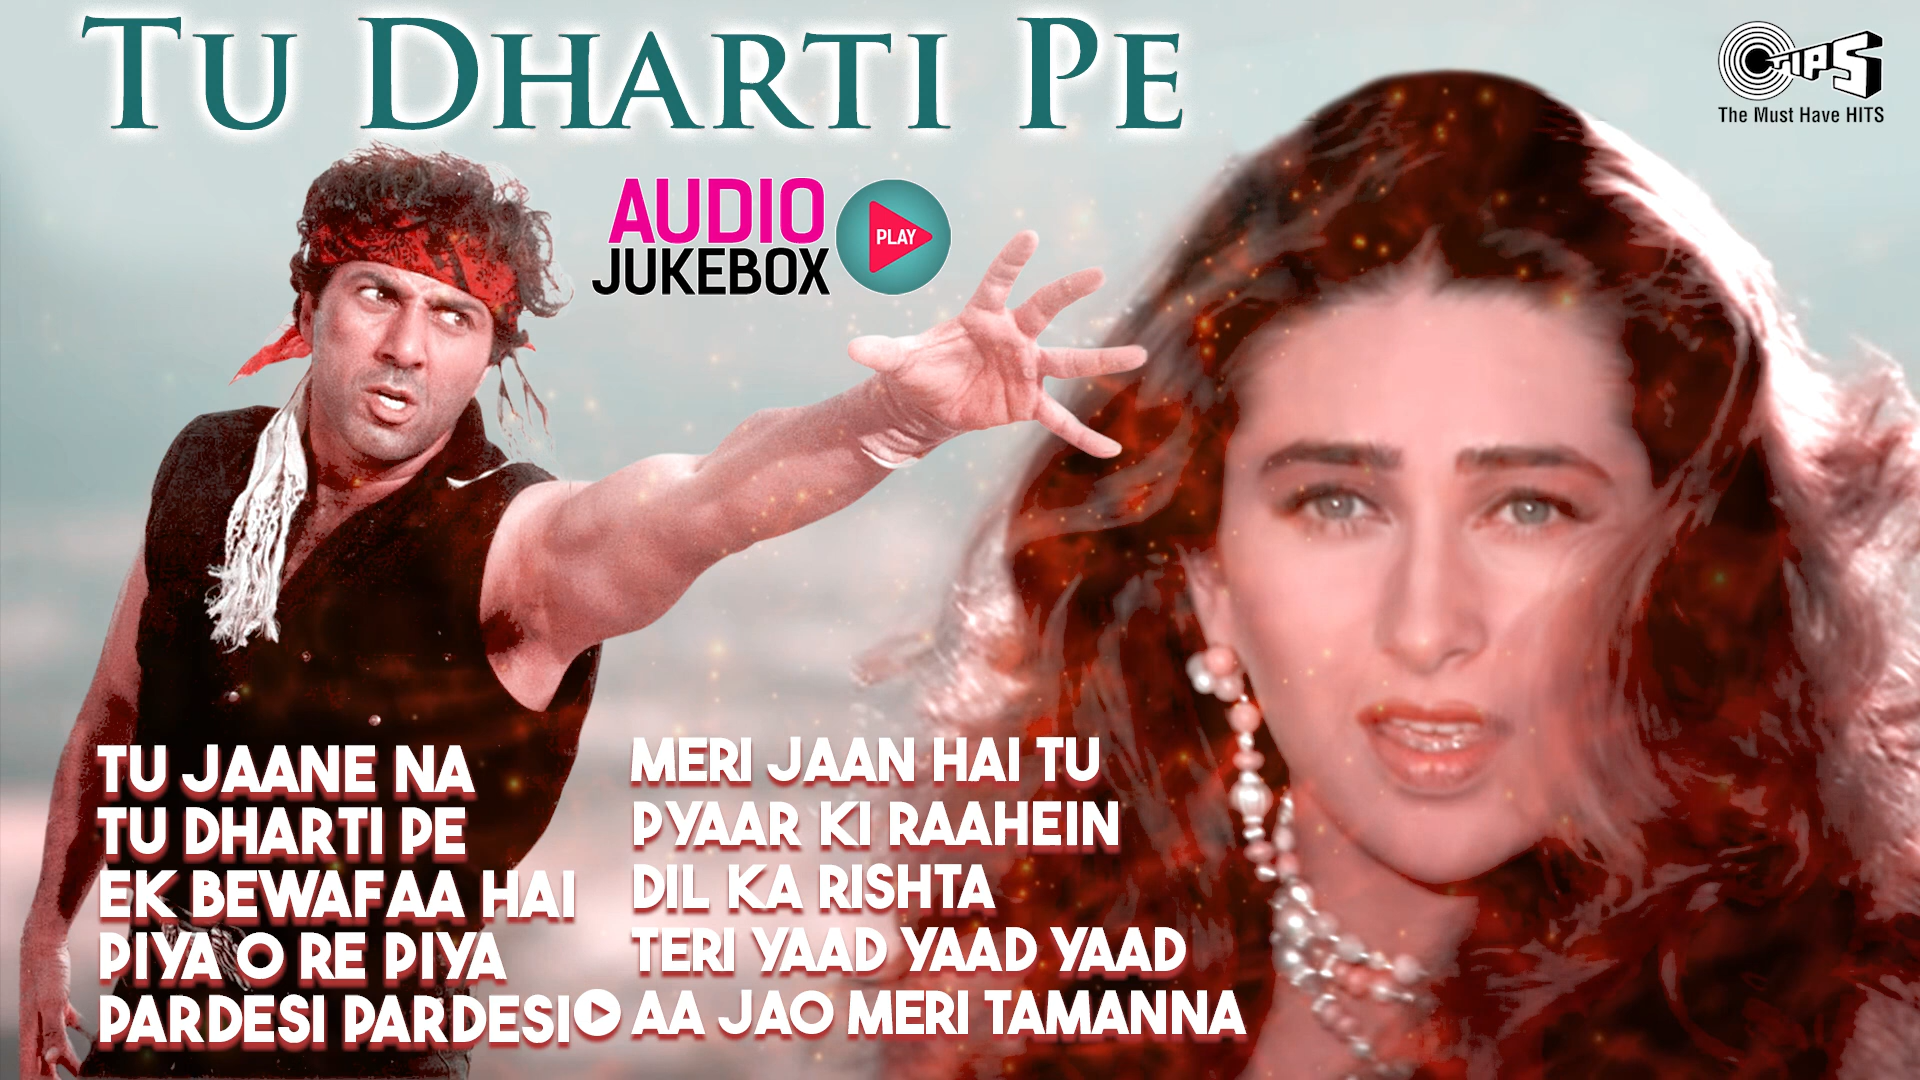 TU DHARTI PE
TIPS
The Must Have HITS
AUDIO
JUKEBOX
PLAY
TU JAANE NA
TU DHARTI PE
EK BEWAFAA HAI
PIYA O RE PIYA
PARDESI PARDESI
MERI JAAN HAI TU
PYAAR KI RAAHEIN
DIL KA RISHTA
TERI YAAD YAAD YAAD
AA JAO MERI TAMANNA